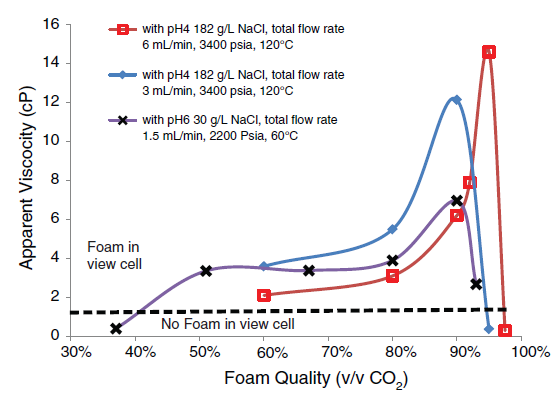 16
14
12
10
8
6
4
2
0
Apparent Viscocity (cP)
with pH4 182 g/L NaCl, total flow rate
6 mL/min, 3400 psia, 120°C
with pH4 182 g/L NaCl, total flow rate
3 mL/min, 3400 psia, 120°C
with pH6 30 g/L NaCl, total flow rate
1.5 mL/min, 2200 Psia, 60°C
Foam in
view cell
No Foam in view cell
30% 40% 50% 60% 70% 80% 90% 100%
Foam Quality (v/v CO₂)